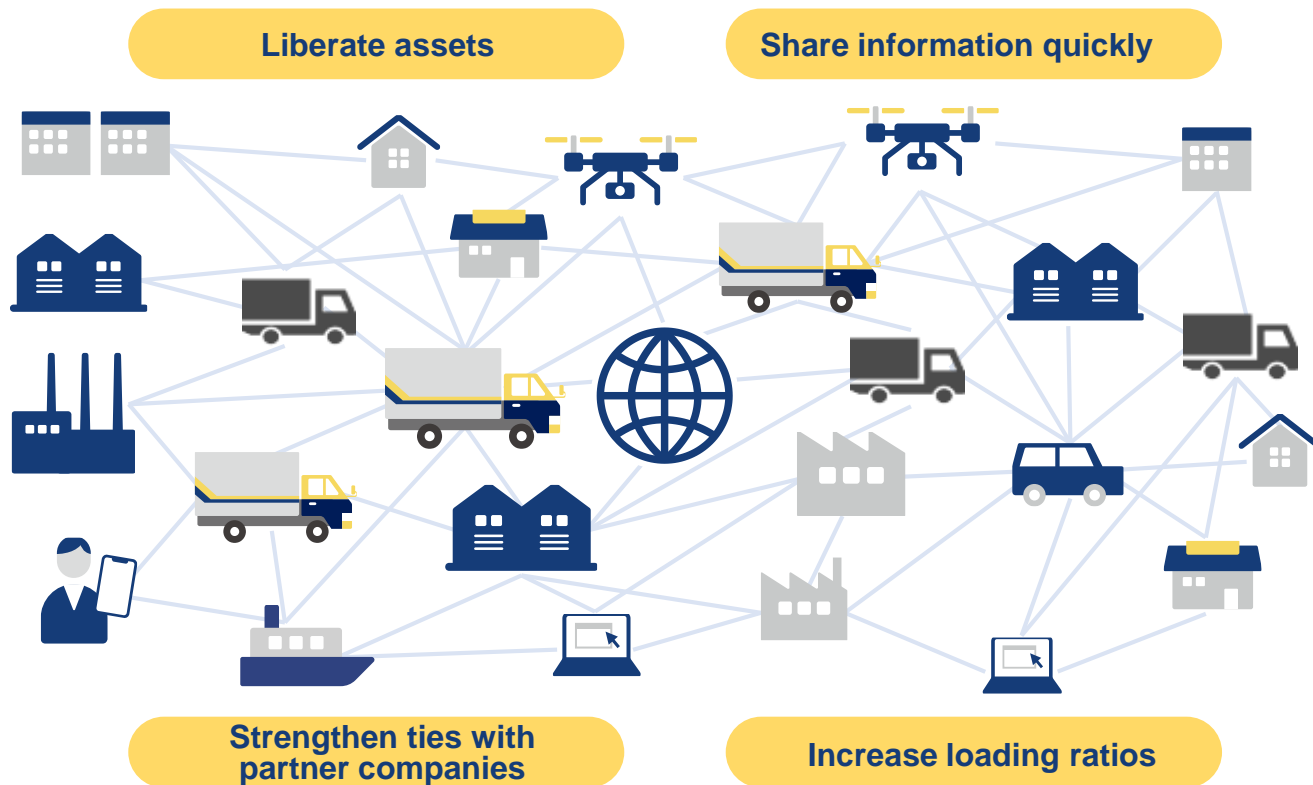 Liberate assets
Share information quickly
Strengthen ties with
partner companies
Increase loading ratios